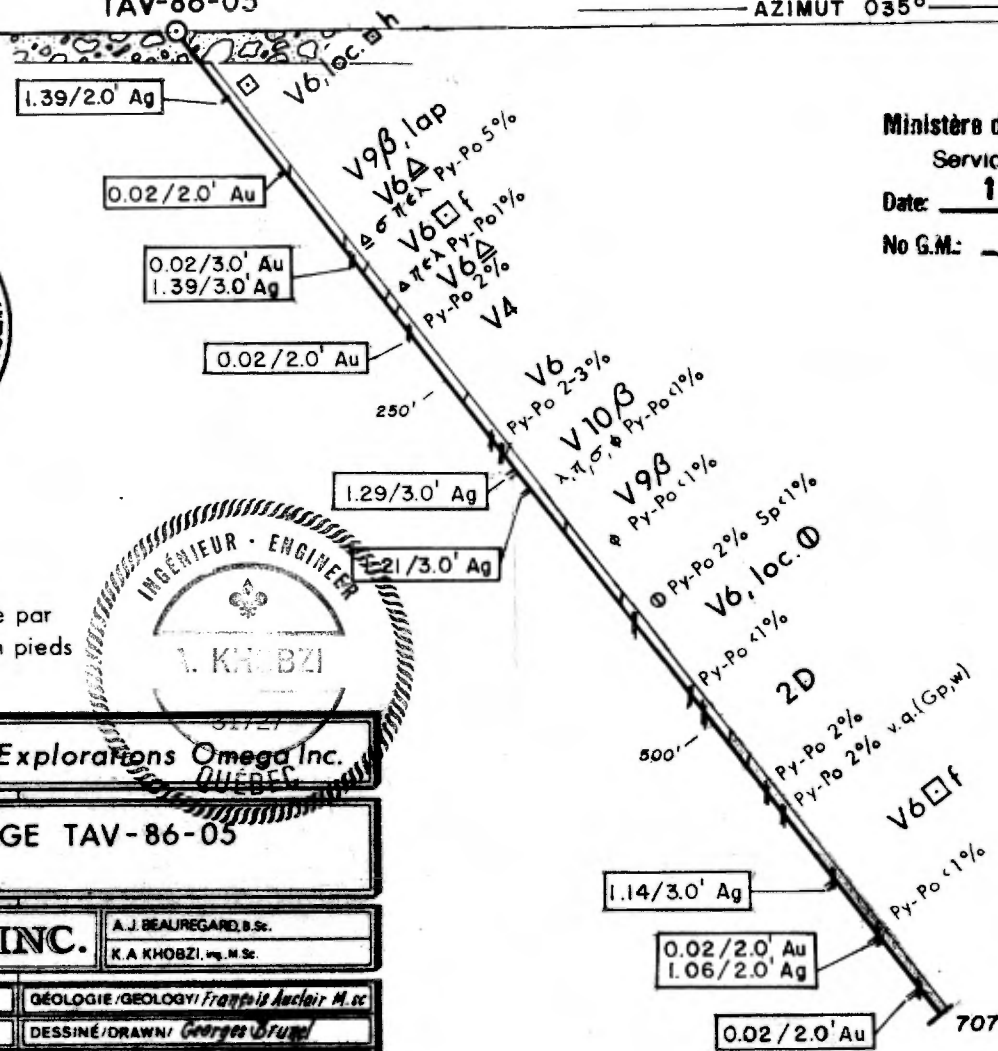 TAV-86-05
AZIMUT 035°
V6, loc. h
1.39/2.0' Ag
Ministère
Servic
Date: 1
No G.M.:
V9β, lap
V6△
△ σ π ε λ Py-Po 5%
0.02/2.0' Au
V6 f
△ π ε λ Py-Po 1%
V6△
Py-Po 2%
V4
0.02/3.0' Au
1.39/3.0' Ag
0.02/2.0' Au
250'
V6
Py-Po 2-3%
V10β
λ, π, σ, φ Py-Po <1%
V9β
φ Py-Po <1%
1.29/3.0' Ag
1.21/3.0' Ag
Py-Po 2% Sp<1%
V6, loc.
Py-Po <1%
2D
500'
Py-Po 2%
Py-Po 2% v.q.(Gp,w)
V6 f
Py-Po <1%
1.14/3.0' Ag
0.02/2.0' Au
1.06/2.0' Ag
0.02/2.0' Au
707
e par
pieds
INGÉNIEUR · ENGINEER
A. KHOBZI
QUÉBEC
Explorations Omega Inc.
GE TAV-86-05
INC.
A.J. BEAUREGARD, B.Sc.
K.A KHOBZI, ing. M.Sc.
GÉOLOGIE/GEOLOGY/ François Auclair M.sc
DESSINÉ/DRAWN/ Georges